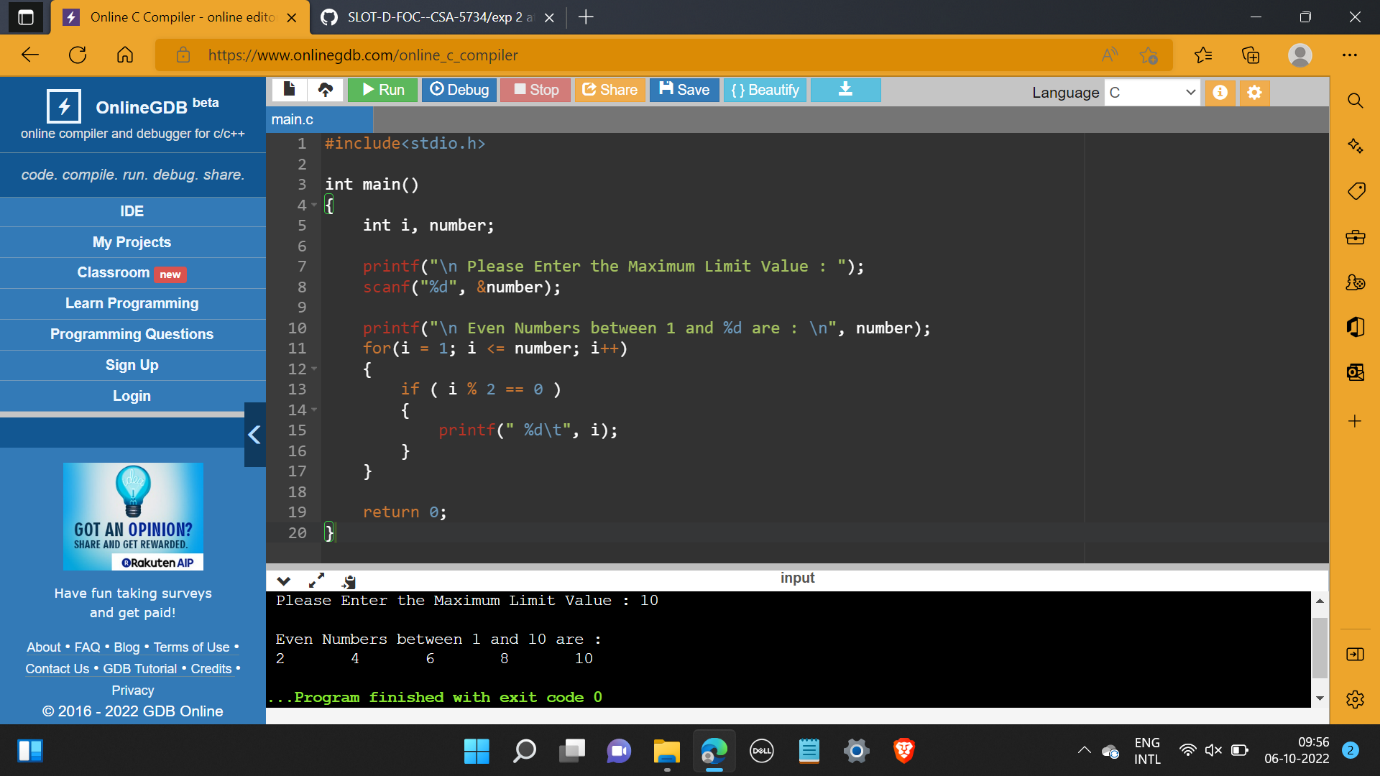 Online C Compiler - online edito
SLOT-D-FOC--CSA-5734/exp 2 a
https://www.onlinegdb.com/online_c_compiler
OnlineGDB beta
online compiler and debugger for c/c++
code. compile. run. debug. share.
IDE
My Projects
Classroom new
Learn Programming
Programming Questions
Sign Up
Login
GOT AN OPINION?
SHARE AND GET REWARDED.
Rakuten AIP
Have fun taking surveys
and get paid!
About • FAQ • Blog • Terms of Use •
Contact Us • GDB Tutorial • Credits •
Privacy
© 2016 - 2022 GDB Online
Run Debug Stop Share Save {} Beautify
Language C
main.c
1 #include<stdio.h>
2
3 int main()
4 {
5 int i, number;
6
7 printf("\n Please Enter the Maximum Limit Value : ");
8 scanf("%d", &number);
9
10 printf("\n Even Numbers between 1 and %d are : \n", number);
11 for(i = 1; i <= number; i++)
12 {
13 if ( i % 2 == 0 )
14 {
15 printf(" %d\t", i);
16 }
17 }
18
19 return 0;
20 }
input
Please Enter the Maximum Limit Value : 10
Even Numbers between 1 and 10 are :
2 4 6 8 10
...Program finished with exit code 0
DELL
ENG
INTL
09:56
06-10-2022
2